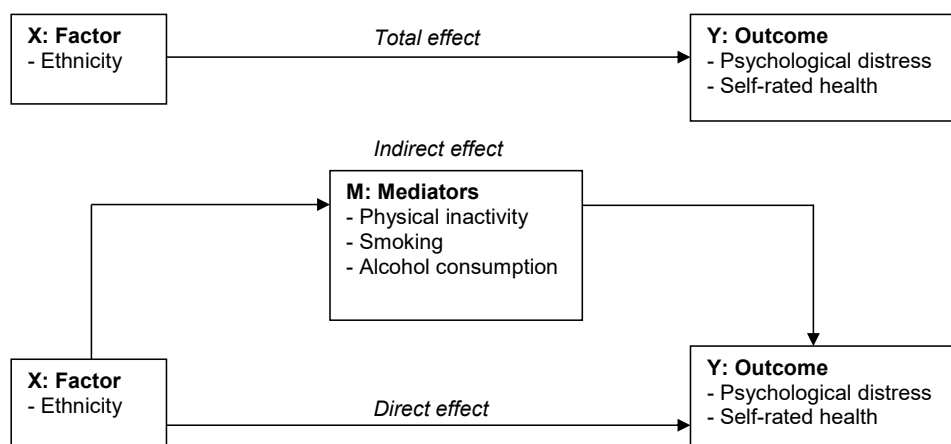 X: Factor
- Ethnicity
Total effect
Y: Outcome
- Psychological distress
- Self-rated health
Indirect effect
M: Mediators
- Physical inactivity
- Smoking
- Alcohol consumption
X: Factor
- Ethnicity
Direct effect
Y: Outcome
- Psychological distress
- Self-rated health